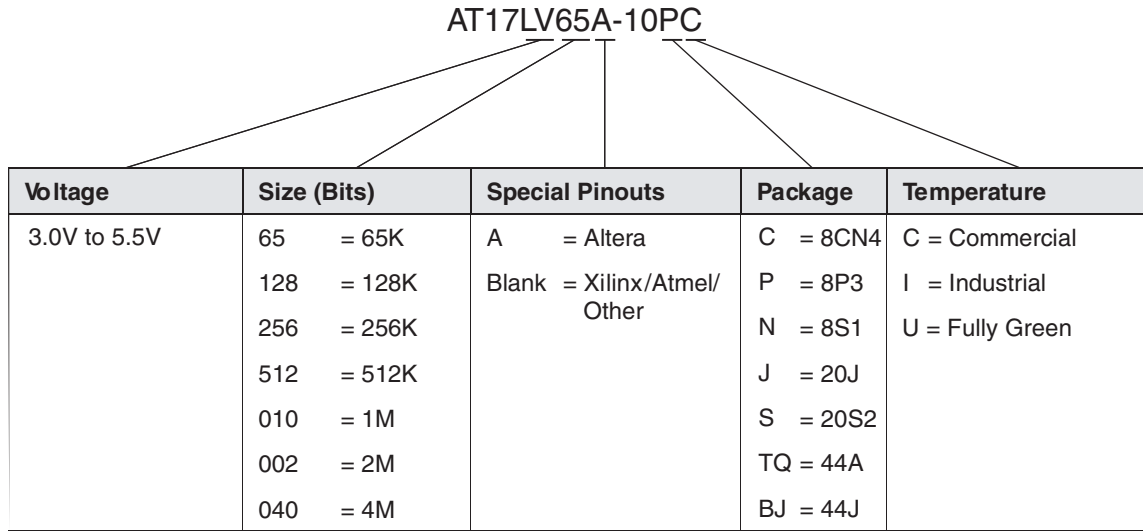 AT17LV65A-10PC
Voltage Size (Bits) Special Pinouts Package Temperature
3.0V to 5.5V 65 = 65K A = Altera C = 8CN4 C = Commercial
128 = 128K Blank = Xilinx/Atmel/ P = 8P3 I = Industrial
Other
256 = 256K N = 8S1 U = Fully Green
512 = 512K J = 20J
010 = 1M S = 20S2
002 = 2M TQ = 44A
040 = 4M BJ = 44J